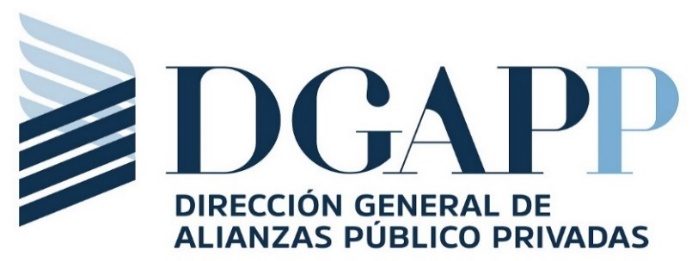 DGAPP
DIRECCIÓN GENERAL DE
ALIANZAS PÚBLICO PRIVADAS